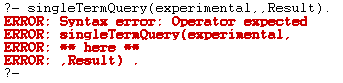 ?- singleTermQuery(experimental,,Result).
ERROR: Syntax error: Operator expected
ERROR: singleTermQuery(experimental,
ERROR: ** here **
ERROR: ,Result) .
?-